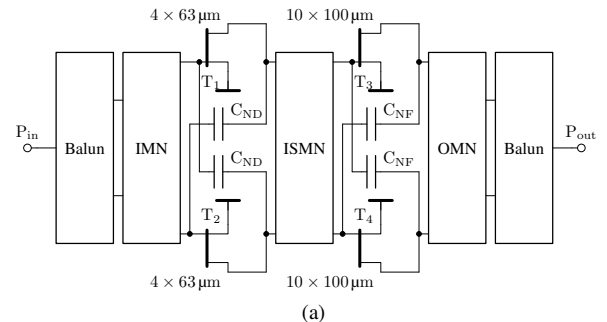 4 × 63 µm
10 × 100 µm
T₁
T₃
C_ND
C_NF
P_in
Balun
IMN
ISMN
OMN
Balun
P_out
C_ND
C_NF
T₂
T₄
4 × 63 µm
10 × 100 µm
(a)